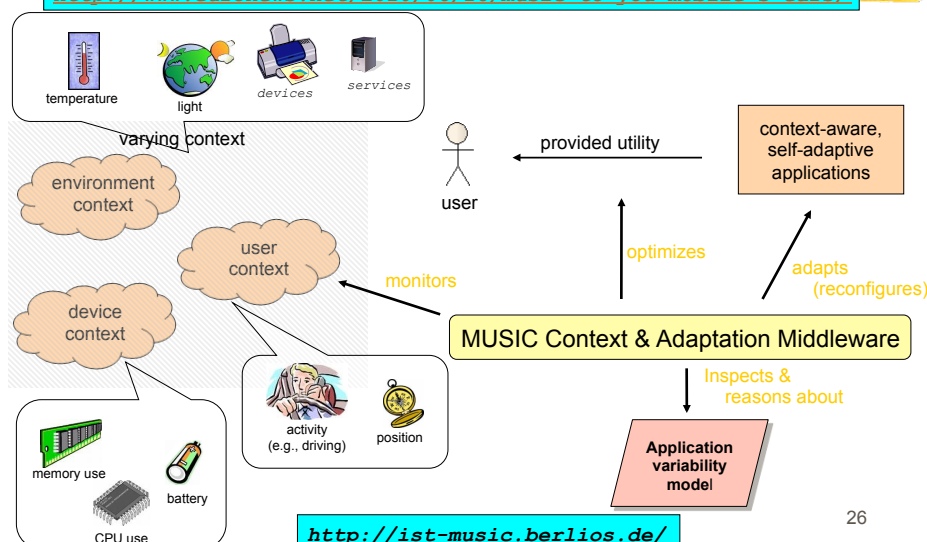 temperature
light
devices
services
varying context
environment
context
user
context
device
context
user
provided utility
context-aware,
self-adaptive
applications
monitors
optimizes
adapts
(reconfigures)
MUSIC Context & Adaptation Middleware
Inspects &
reasons about
Application
variability
model
activity
(e.g., driving)
position
memory use
battery
CPU use
http://ist-music.berlios.de/
26